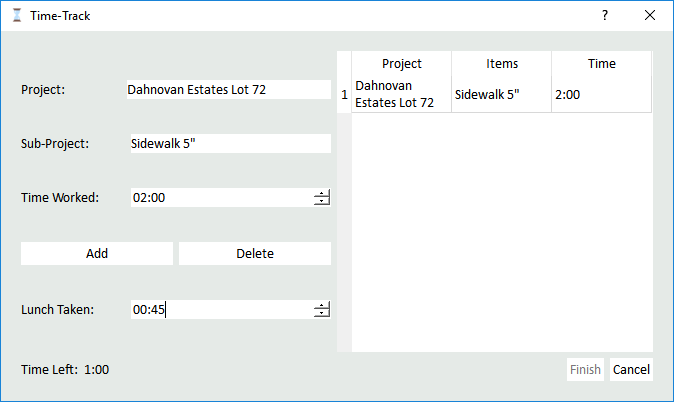 Time-Track
Project: Dahnovan Estates Lot 72
Sub-Project: Sidewalk 5"
Time Worked: 02:00
Add Delete
Lunch Taken: 00:45
Time Left: 1:00
Project Items Time
1 Dahnovan Estates Lot 72 Sidewalk 5" 2:00
Finish Cancel